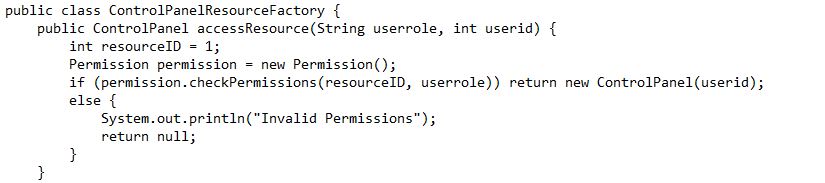 public class ControlPanelResourceFactory {
    public ControlPanel accessResource(String userrole, int userid) {
        int resourceID = 1;
        Permission permission = new Permission();
        if (permission.checkPermissions(resourceID, userrole)) return new ControlPanel(userid);
        else {
            System.out.println("Invalid Permissions");
            return null;
        }
    }